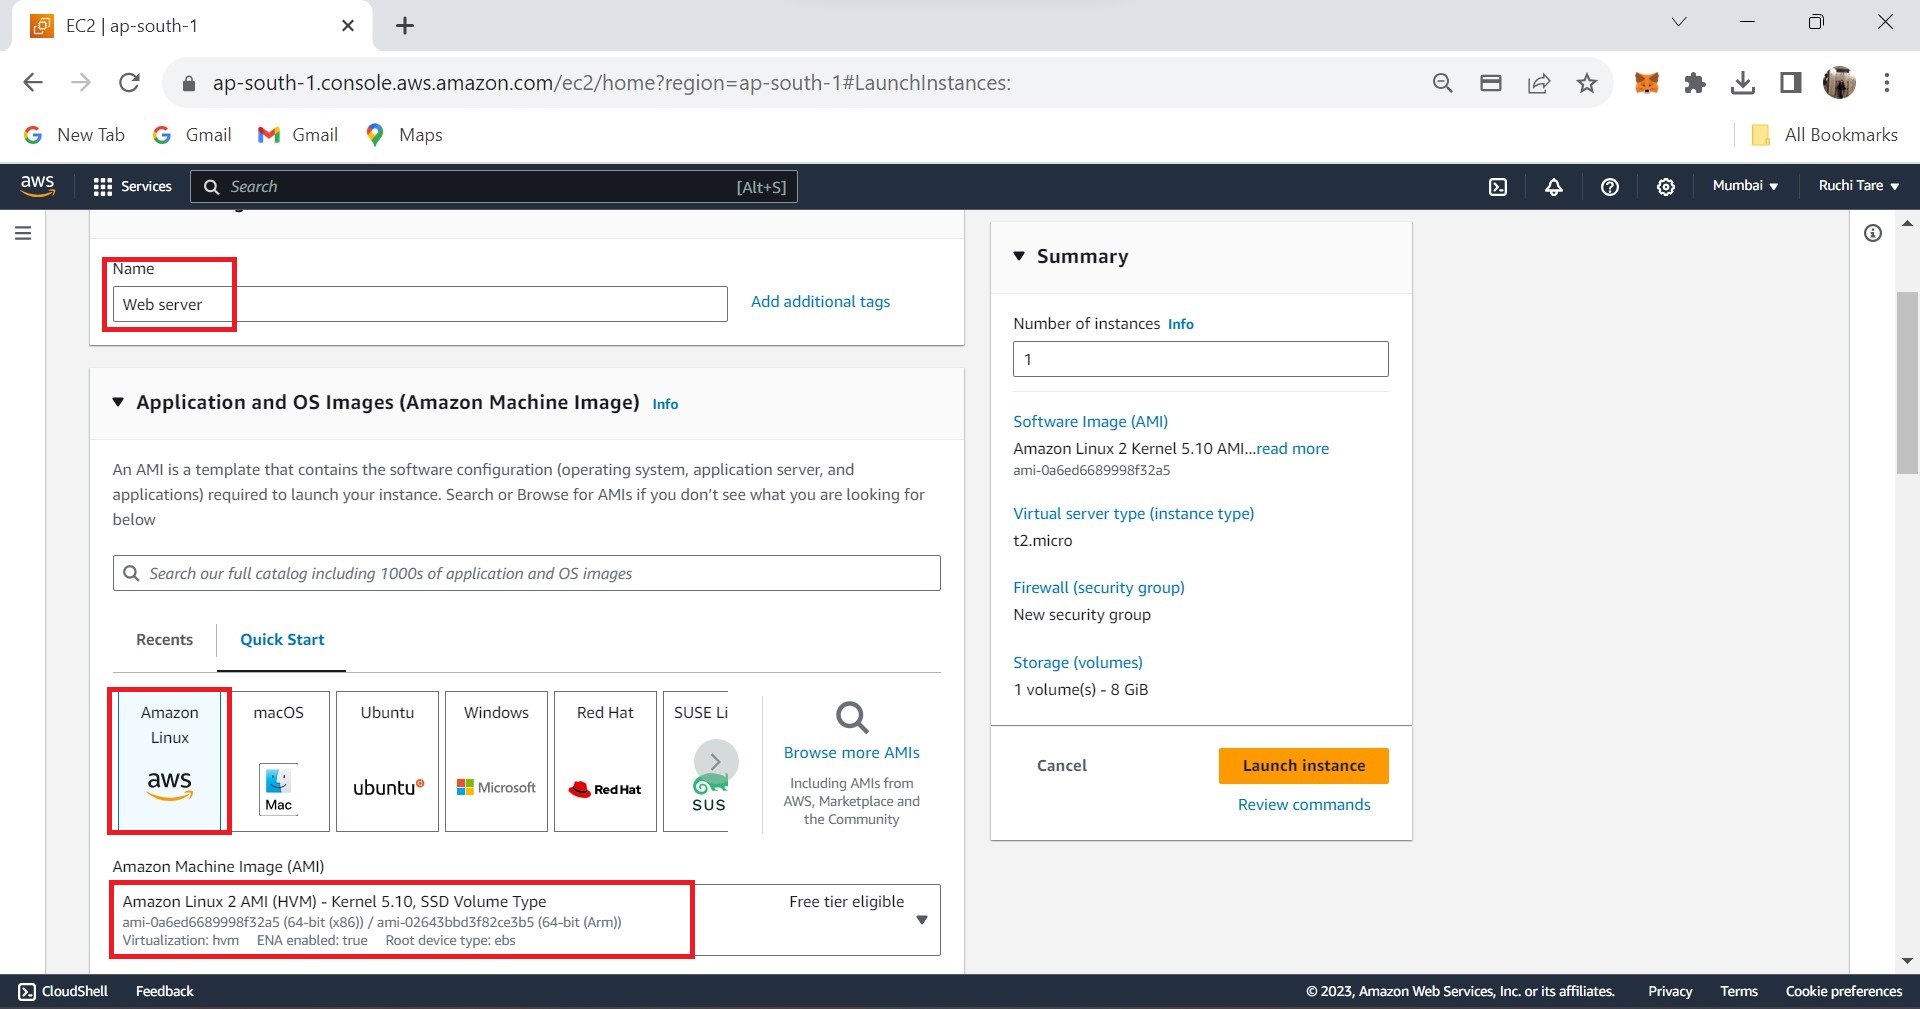 EC2 | ap-south-1
ap-south-1.console.aws.amazon.com/ec2/home?region=ap-south-1#LaunchInstances:
New Tab
Gmail
Gmail
Maps
All Bookmarks
aws
Services
Search
[Alt+S]
Mumbai
Ruchi Tare
Name
Web server
Add additional tags
Application and OS Images (Amazon Machine Image) Info
An AMI is a template that contains the software configuration (operating system, application server, and
applications) required to launch your instance. Search or Browse for AMIs if you don't see what you are looking for
below
Search our full catalog including 1000s of application and OS images
Recents
Quick Start
Amazon
Linux
aws
macOS
Mac
Ubuntu
ubuntu
Windows
Microsoft
Red Hat
Red Hat
SUSE Li
SUS
Browse more AMIs
Including AMIs from
AWS, Marketplace and
the Community
Amazon Machine Image (AMI)
Amazon Linux 2 AMI (HVM) - Kernel 5.10, SSD Volume Type
Free tier eligible
ami-0a6ed6689998f32a5 (64-bit (x86)) / ami-02643bbd3f82ce3b5 (64-bit (Arm))
Virtualization: hvm ENA enabled: true Root device type: ebs
Summary
Number of instances Info
1
Software Image (AMI)
Amazon Linux 2 Kernel 5.10 AMI...read more
ami-0a6ed6689998f32a5
Virtual server type (instance type)
t2.micro
Firewall (security group)
New security group
Storage (volumes)
1 volume(s) - 8 GiB
Cancel
Launch instance
Review commands
CloudShell
Feedback
© 2023, Amazon Web Services, Inc. or its affiliates.
Privacy
Terms
Cookie preferences